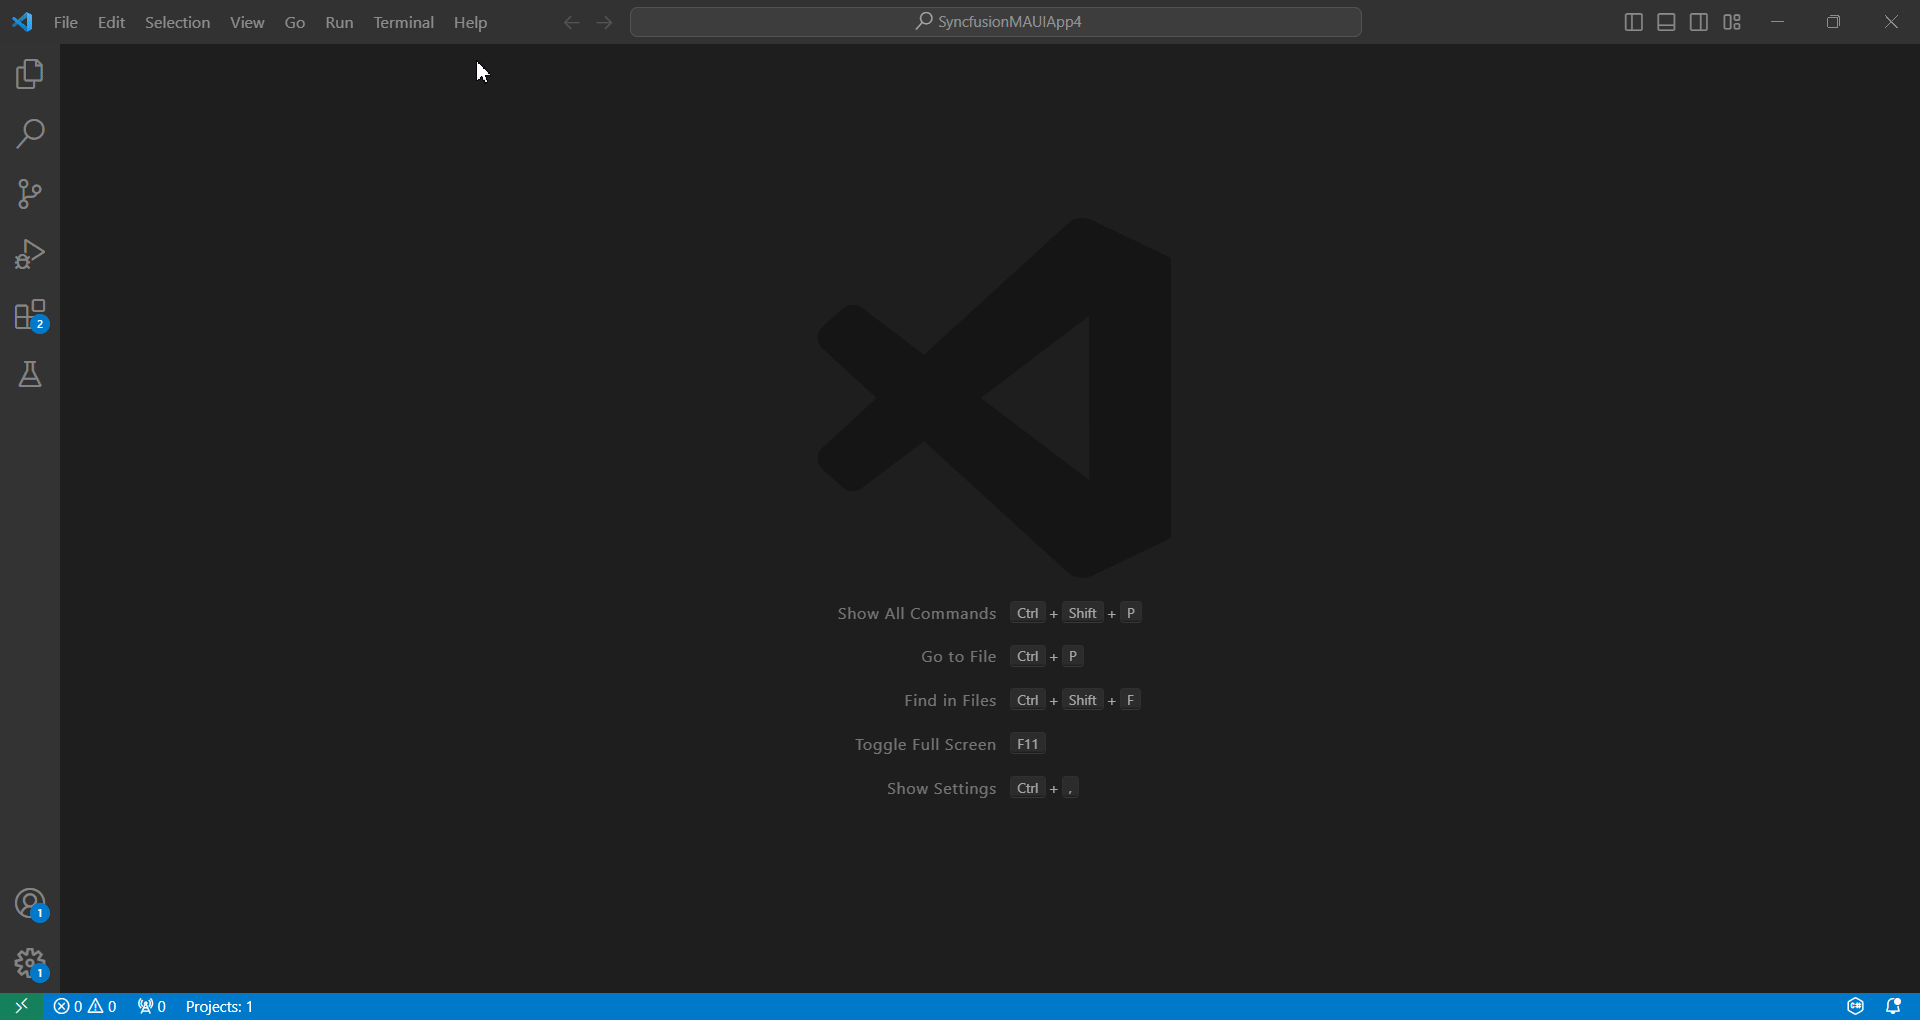 File Edit Selection View Go Run Terminal Help
SyncfusionMAUIApp4
2
Show All Commands Ctrl + Shift + P
Go to File Ctrl + P
Find in Files Ctrl + Shift + F
Toggle Full Screen F11
Show Settings Ctrl + ,
1
1
0 0 0 Projects: 1
C#